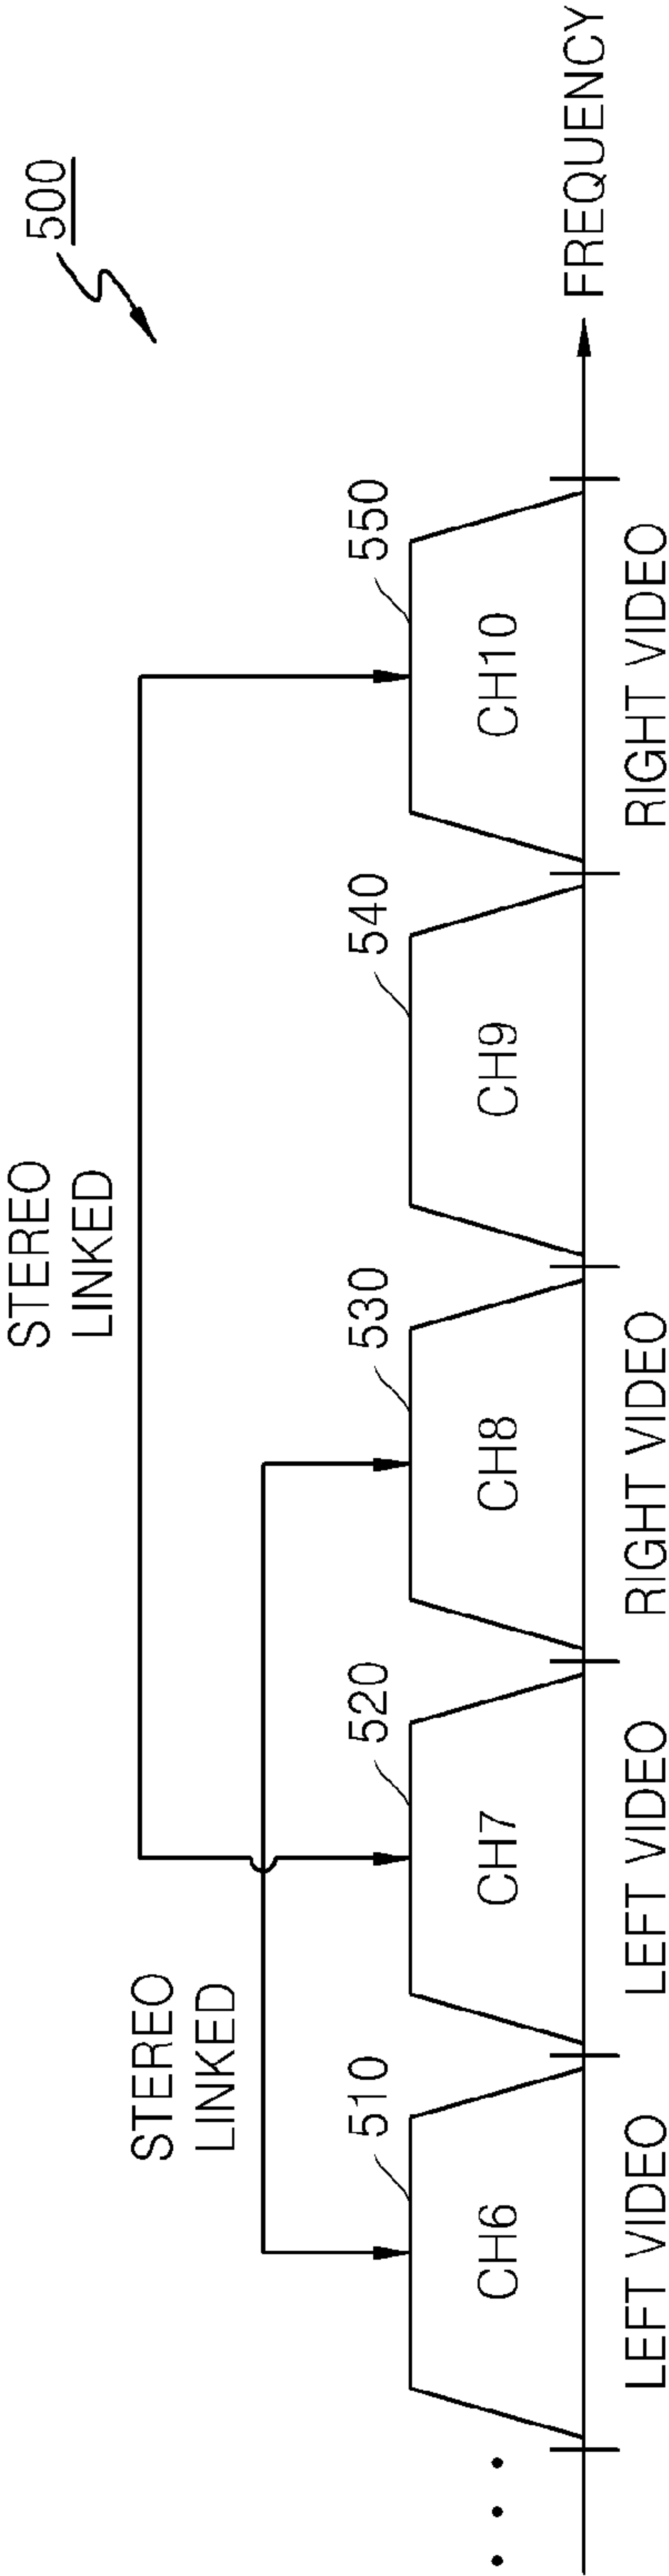 500
STEREO
LINKED
STEREO
LINKED
510
520
530
540
550
CH6
CH7
CH8
CH9
CH10
FREQUENCY
LEFT VIDEO
LEFT VIDEO
RIGHT VIDEO
RIGHT VIDEO